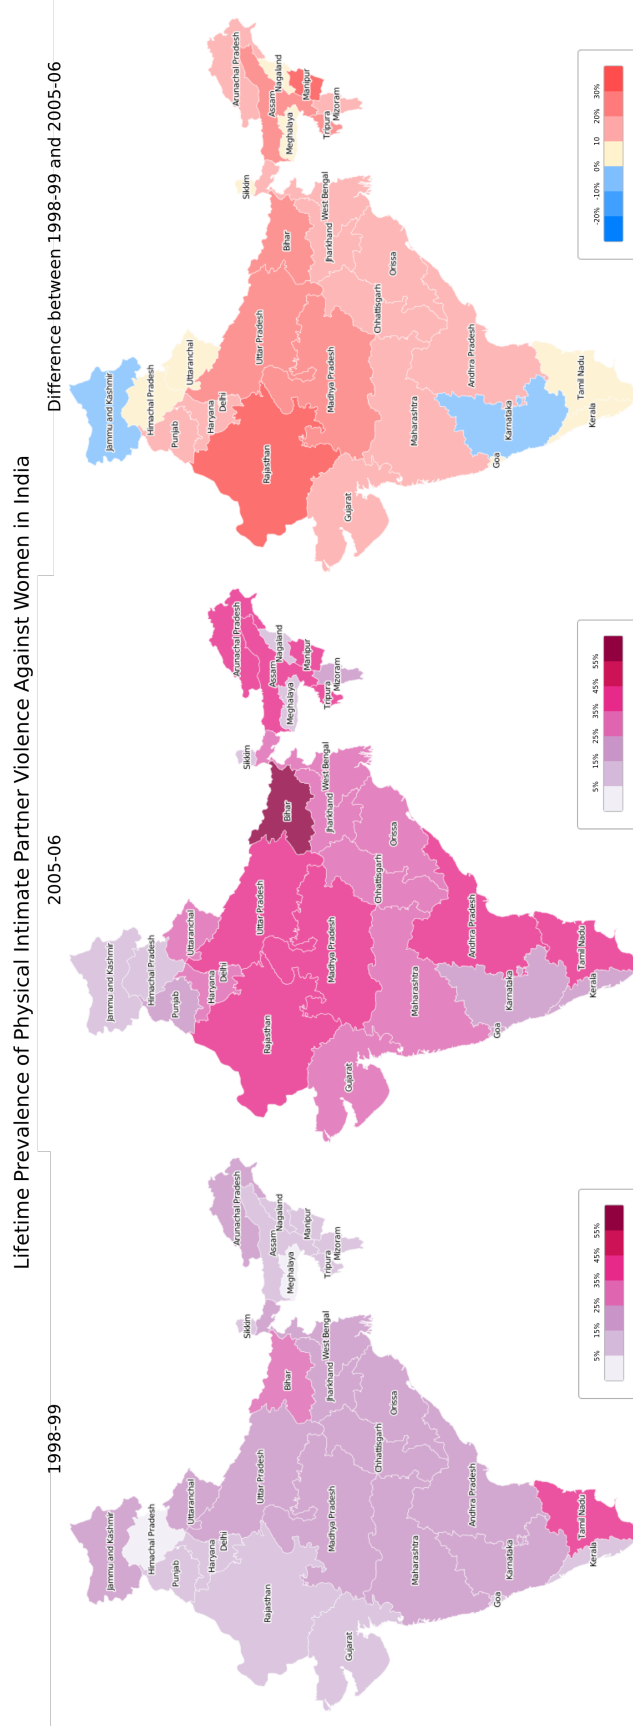 Lifetime Prevalence of Physical Intimate Partner Violence Against Women in India
1998-99
Jammu and Kashmir
Himachal Pradesh
Punjab
Uttaranchal
Haryana
Delhi
Rajasthan
Uttar Pradesh
Bihar
Sikkim
Arunachal Pradesh
Assam
Nagaland
Meghalaya
Manipur
Tripura
Mizoram
Gujarat
Madhya Pradesh
Jharkhand
West Bengal
Chhattisgarh
Orissa
Maharashtra
Andhra Pradesh
Goa
Karnataka
Tamil Nadu
Kerala
5% 15% 25% 35% 45% 55%
2005-06
Jammu and Kashmir
Himachal Pradesh
Punjab
Uttaranchal
Haryana
Delhi
Rajasthan
Uttar Pradesh
Bihar
Sikkim
Arunachal Pradesh
Assam
Nagaland
Meghalaya
Manipur
Tripura
Mizoram
Gujarat
Madhya Pradesh
Jharkhand
West Bengal
Chhattisgarh
Orissa
Maharashtra
Andhra Pradesh
Goa
Karnataka
Tamil Nadu
Kerala
5% 15% 25% 35% 45% 55%
Difference between 1998-99 and 2005-06
Jammu and Kashmir
Himachal Pradesh
Punjab
Uttaranchal
Haryana
Delhi
Rajasthan
Uttar Pradesh
Bihar
Sikkim
Arunachal Pradesh
Assam
Nagaland
Meghalaya
Manipur
Tripura
Mizoram
Gujarat
Madhya Pradesh
Jharkhand
West Bengal
Chhattisgarh
Orissa
Maharashtra
Andhra Pradesh
Goa
Karnataka
Tamil Nadu
Kerala
-20% -10% 0% 10 20% 30%